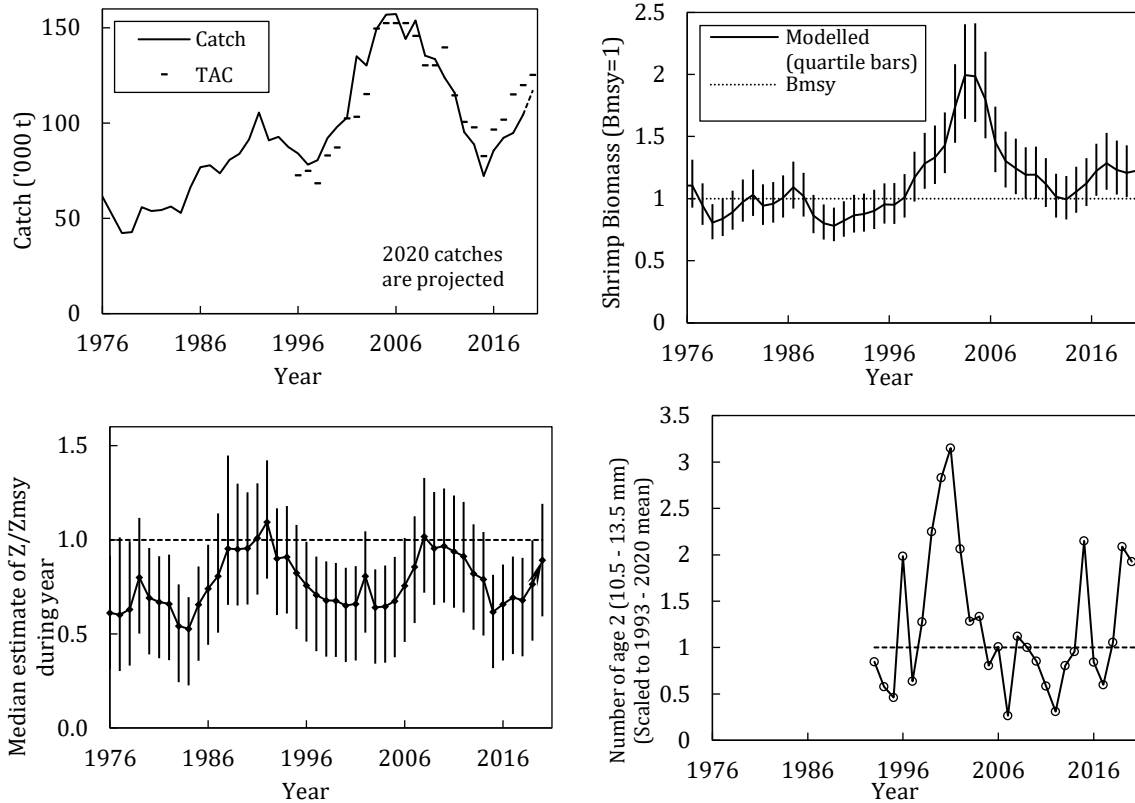 150
100
50
0
Catch ('000 t)
Catch
TAC
2020 catches
are projected
1976
1986
1996
2006
2016
Year
2.5
2
1.5
1
0.5
0
Shrimp Biomass (Bmsy=1)
Modelled
(quartile bars)
Bmsy
1976
1986
1996
2006
2016
Year
1.5
1.0
0.5
0.0
Median estimate of Z/Zmsy
during year
1976
1986
1996
2006
2016
Year
3.5
3
2.5
2
1.5
1
0.5
0
Number of age 2 (10.5 - 13.5 mm)
(Scaled to 1993 - 2020 mean)
1976
1986
1996
2006
2016
Year